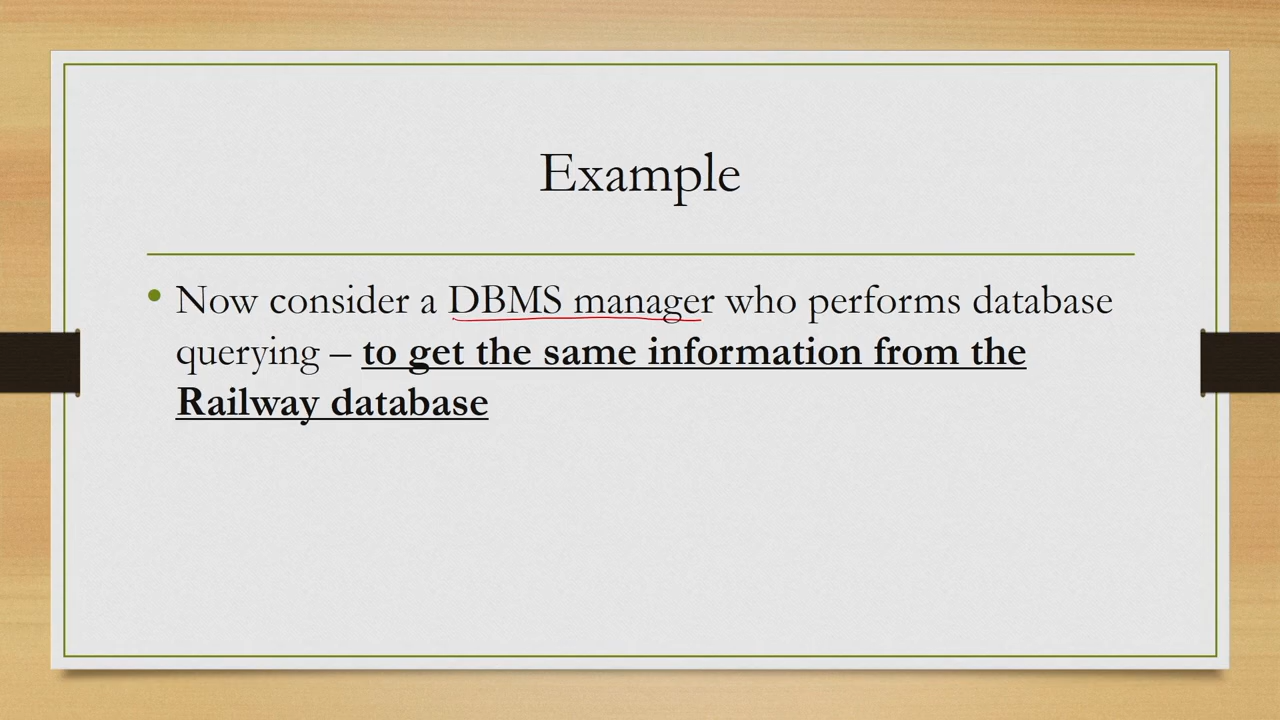 Example
• Now consider a DBMS manager who performs database
querying – to get the same information from the
Railway database